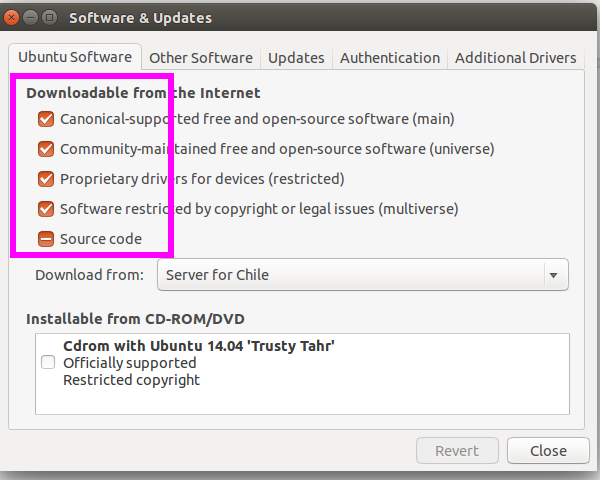 Software & Updates
Ubuntu Software Other Software Updates Authentication Additional Drivers
Downloadable from the Internet
Canonical-supported free and open-source software (main)
Community-maintained free and open-source software (universe)
Proprietary drivers for devices (restricted)
Software restricted by copyright or legal issues (multiverse)
Source code
Download from: Server for Chile
Installable from CD-ROM/DVD
Cdrom with Ubuntu 14.04 'Trusty Tahr'
Officially supported
Restricted copyright
Revert Close